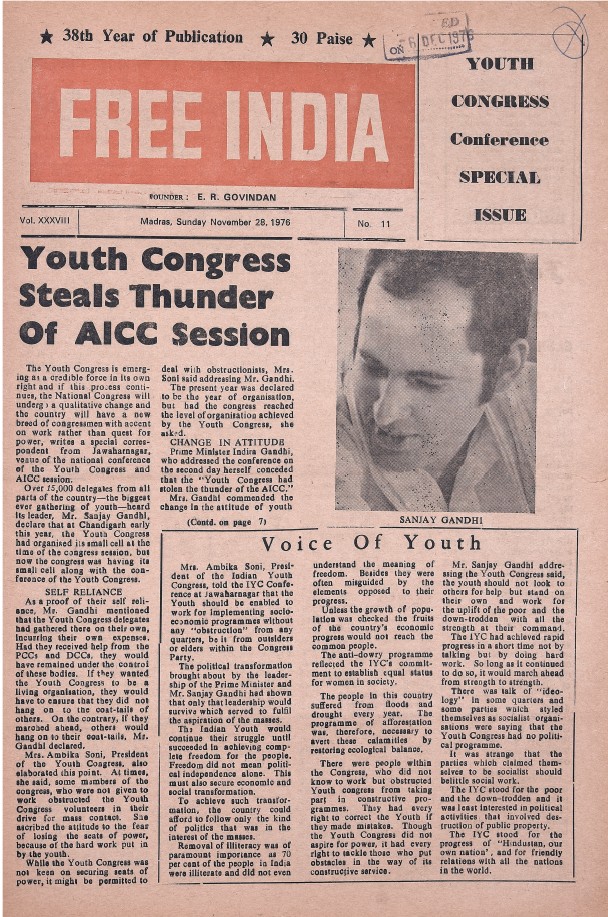 ★ 38th Year of Publication ★ 30 Paise ★
ED
ON 6 DEC 1976
FREE INDIA
FOUNDER : E. R. GOVINDAN
Vol. XXXVIII
Madras, Sunday November 28, 1976
No. 11
YOUTH
CONGRESS
Conference
SPECIAL
ISSUE
Youth Congress
Steals Thunder
Of AICC Session
The Youth Congress is emerg-
ing as a credible force in its own
right and if this process conti-
nues, the National Congress will
undergo a qualitative change and
the country will have a new
breed of congressmen with accent
on work rather than quest for
power, writes a special corres-
pondent from Jawaharnagar,
venue of the national conference
of the Youth Congress and
AICC session.
Over 15,000 delegates from all
parts of the country—the biggest
ever gathering of youth—heard
its leader, Mr. Sanjay Gandhi,
declare that at Chandigarh early
this year, the Youth Congress
had organised its small cell at the
time of the congress session, but
now the congress was having its
small cell along with the con-
ference of the Youth Congress.
SELF RELIANCE
As a proof of their self reli-
ance, Mr. Gandhi mentioned
that the Youth Congress delegates
had gathered there on their own,
incurring their own expenses.
Had they received help from the
PCCs and DCCs, they would
have remained under the control
of these bodies. If they wanted
the Youth Congress to be a
living organisation, they would
have to ensure that they did not
hang on to the coat-tails of
others. On the contrary, if they
marched ahead, others would
hang on to their coat-tails, Mr.
Gandhi declared.
Mrs. Ambika Soni, President
of the Youth Congress, also
elaborated this point. At times,
she said, some members of the
congress, who were not given to
work obstructed the Youth
Congress volunteers in their
drive for mass contact. She
ascribed the attitude to the fear
of losing the seats of power,
because of the hard work put in
by the youth.
While the Youth Congress was
not keen on securing seats of
power, it might be permitted to
deal with obstructionists, Mrs.
Soni said addressing Mr. Gandhi.
The present year was declared
to be the year of organisation,
but had the congress reached
the level of organisation achieved
by the Youth Congress, she
asked.
CHANGE IN ATTITUDE
Prime Minister Indira Gandhi,
who addressed the conference on
the second day herself conceded
that the "Youth Congress had
stolen the thunder of the AICC."
Mrs. Gandhi commended the
change in the attitude of youth
(Contd. on page 7)
SANJAY GANDHI
Voice Of Youth
Mrs. Ambika Soni, Presi-
dent of the Indian Youth
Congress, told the IYC Confe-
rence at Jawaharnagar that the
Youth should be enabled to
work for implementing socio-
economic programmes without
any "obstruction" from any
quarters, be it from outsiders
or elders within the Congress
Party.
The political transformation
brought about by the leader-
ship of the Prime Minister and
Mr. Sanjay Gandhi had shown
that only that leadership would
survive which served to fulfil
the aspiration of the masses.
The Indian Youth would
continue their struggle until
succeeded in achieving comp-
lete freedom for the people.
Freedom did not mean politi-
cal independence alone. This
must also secure economic and
social transformation.
To achieve such transfor-
mation, the country could
afford to follow only the kind
of politics that was in the
interest of the masses.
Removal of illiteracy was of
paramount importance as 70
per cent of the people in India
were illiterate and did not even
understand the meaning of
freedom. Besides they were
often misguided by the
elements opposed to their
progress.
Unless the growth of popu-
lation was checked the fruits
of the country's economic
progress would not reach the
common people.
The anti-dowry programme
reflected the IYC's commit-
ment to establish equal status
for women in society.
The people in this country
suffered from floods and
drought every year. The
programme of afforestation
was, therefore, necessary to
avert these calamities by
restoring ecological balance.
There were people within
the Congress, who did not
know to work but obstructed
Youth congress from taking
part in constructive pro-
grammes. They had every
right to correct the Youth if
they made mistakes. Though
the Youth Congress did not
aspire for power, it had every
right to tackle those who put
obstacles in the way of its
constructive service.
Mr. Sanjay Gandhi addre-
ssing the Youth Congress said,
the youth should not look to
others for help but stand on
their own and work for
the uplift of the poor and the
down-trodden with all the
strength at their command.
The IYC had achieved rapid
progress in a short time not by
talking but by doing hard
work. So long as it continued
to do so, it would march ahead
from strength to strength.
There was talk of "ideo-
logy" in some quarters and
some parties which styled
themselves as socialist organi-
sations were saying that the
Youth Congress had no politi-
cal programme.
It was strange that the
parties which claimed them-
selves to be socialist should
belittle social work.
The IYC stood for the poor
and the down-trodden and it
was least interested in political
activities that involved des-
truction of public property.
The IYC stood for the
progress of "Hindustan, our
own nation", and for friendly
relations with all the nations
in the world.